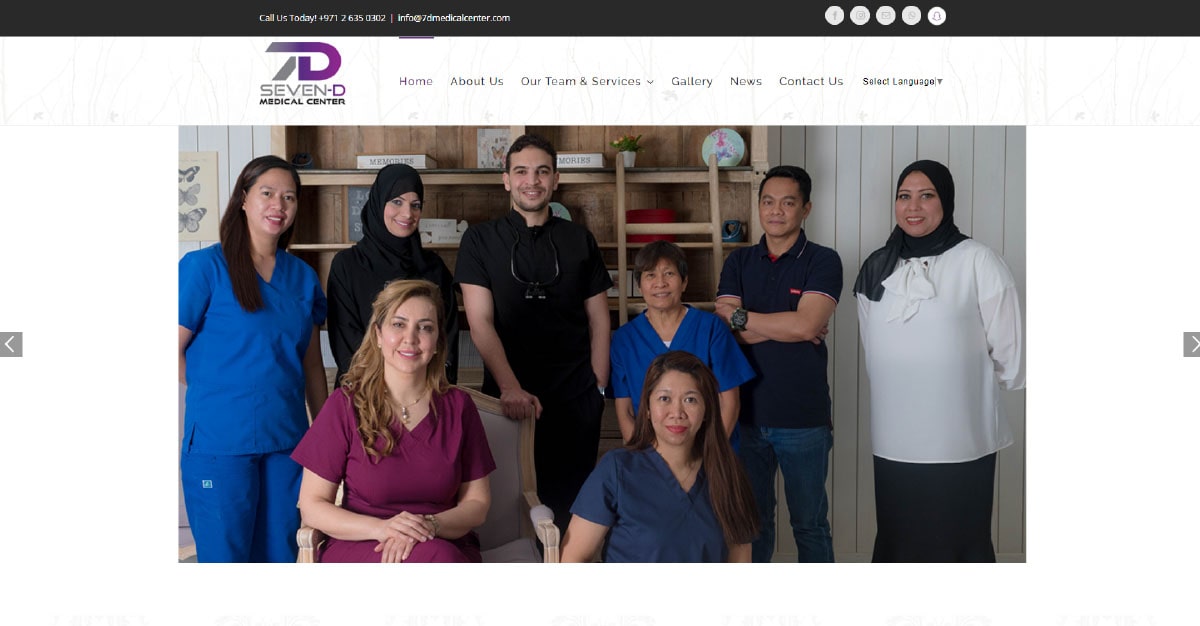 Call Us Today! +971 2 635 0302 | info@7dmedicalcenter.com
7D
SEVEN-D
MEDICAL CENTER
Home About Us Our Team & Services Gallery News Contact Us Select Language ▼
MEMORIES